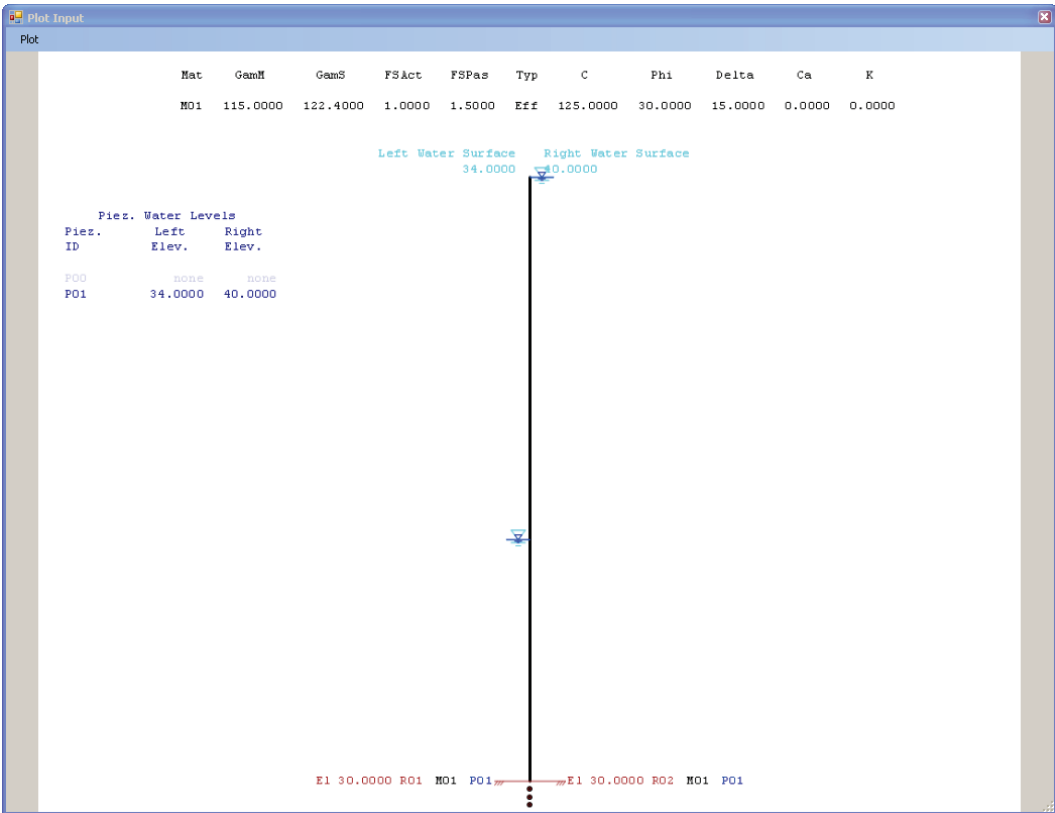 Plot Input
Plot
Mat GamM GamS FSAct FSPas Typ C Phi Delta Ca K
M01 115.0000 122.4000 1.0000 1.5000 Eff 125.0000 30.0000 15.0000 0.0000 0.0000
Left Water Surface Right Water Surface
34.0000 40.0000
Piez. Water Levels
Piez. Left Right
ID Elev. Elev.
P00 none none
P01 34.0000 40.0000
El 30.0000 R01 M01 P01 El 30.0000 R02 M01 P01